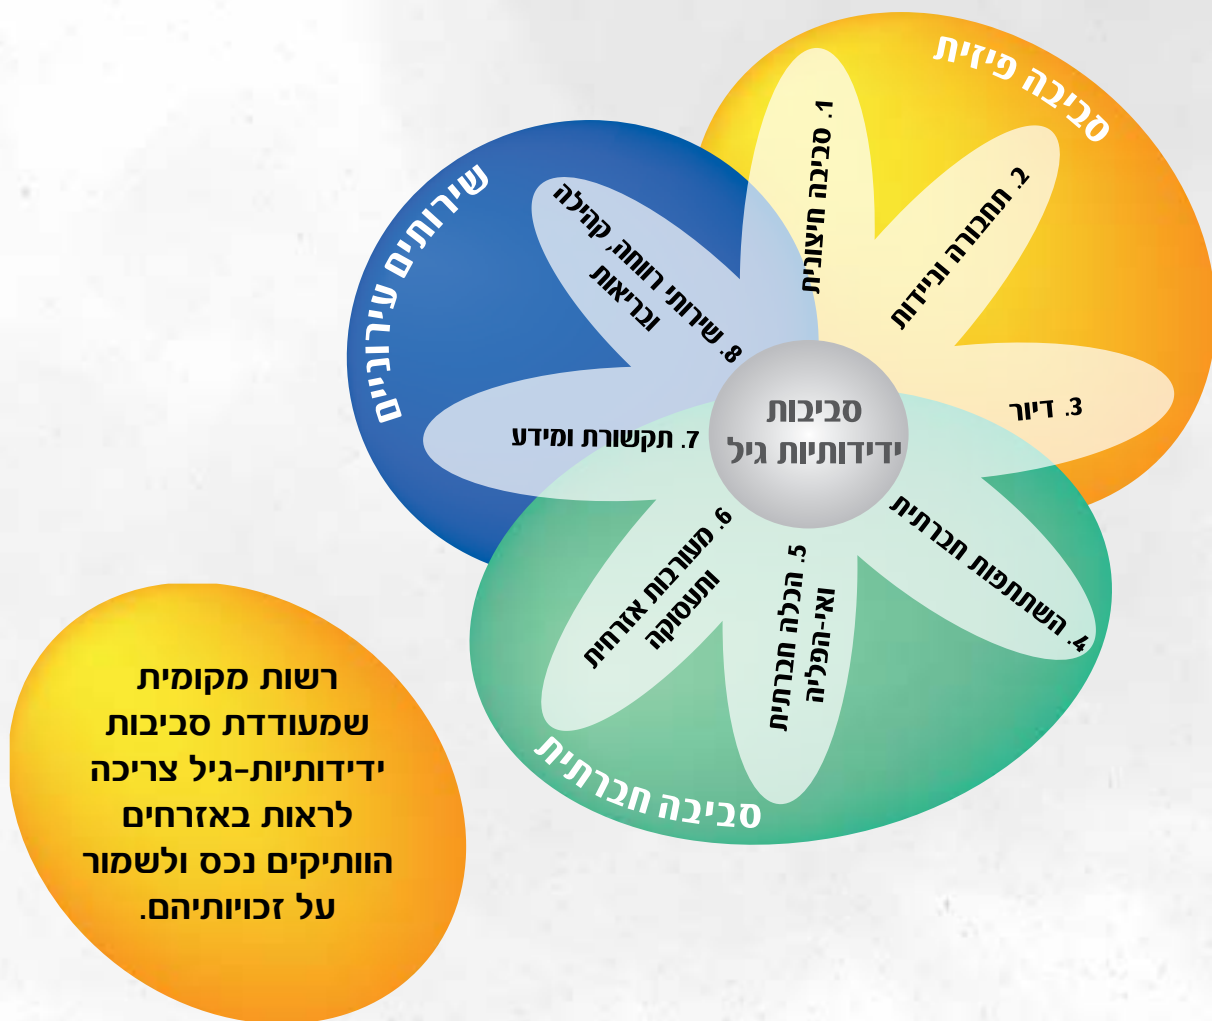 סביבה פיזית
1. סביבה חיצונית
2. תחבורה וניידות
3. דיור
שירותים עירוניים
8. שירותי רווחה, קהילה
ובריאות
7. תקשורת ומידע
סביבות
ידידותיות גיל
4. השתתפות חברתית
5. הכלה חברתית
ואי-הפליה
6. מעורבות אזרחית
ותעסוקה
סביבה חברתית
רשות מקומית
שמעודדת סביבות
ידידותיות-גיל צריכה
לראות באזרחים
הוותיקים נכס ולשמור
על זכויותיהם.